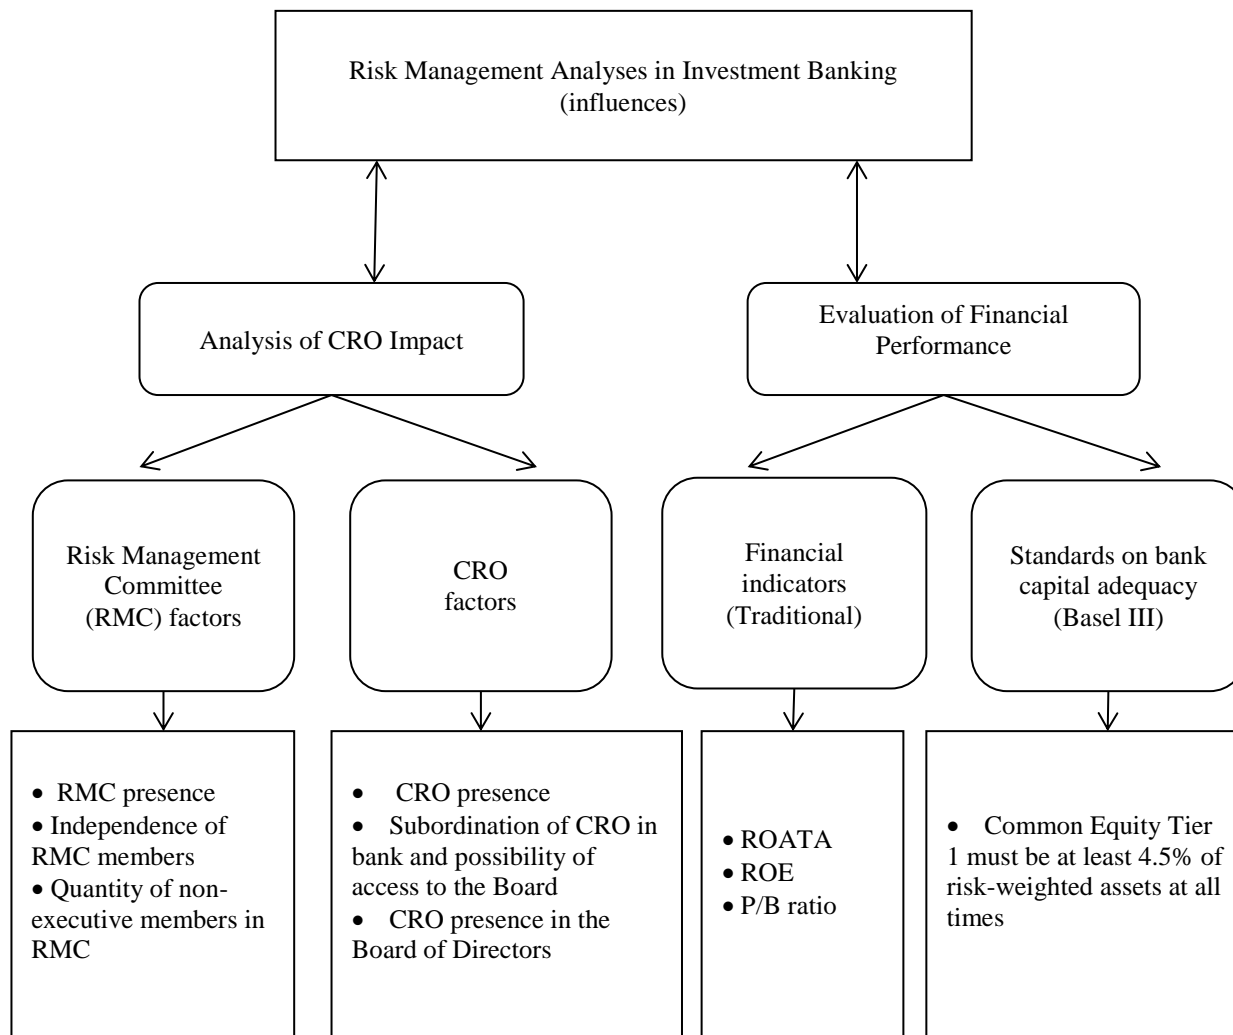 Risk Management Analyses in Investment Banking
(influences)
Analysis of CRO Impact
Evaluation of Financial
Performance
Risk Management
Committee
(RMC) factors
CRO
factors
Financial
indicators
(Traditional)
Standards on bank
capital adequacy
(Basel III)
• RMC presence
• Independence of
RMC members
• Quantity of non-
executive members in
RMC
• CRO presence
• Subordination of CRO in
bank and possibility of
access to the Board
• CRO presence in the
Board of Directors
• ROATA
• ROE
• P/B ratio
• Common Equity Tier
1 must be at least 4.5% of
risk-weighted assets at all
times